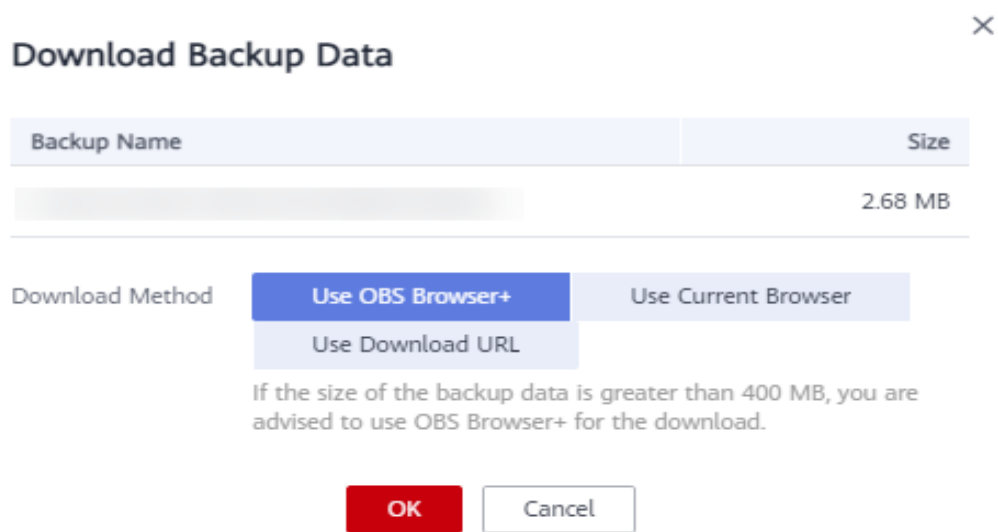 Download Backup Data
Backup Name Size
2.68 MB
Download Method Use OBS Browser+ Use Current Browser
Use Download URL
If the size of the backup data is greater than 400 MB, you are
advised to use OBS Browser+ for the download.
OK Cancel